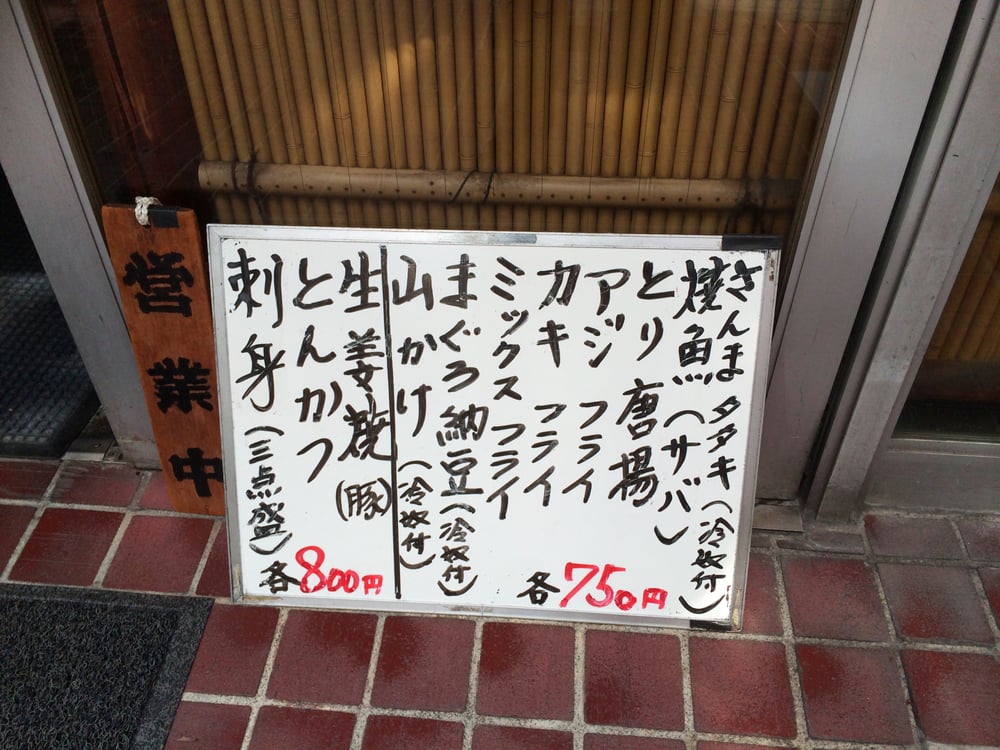 さんまタタキ(冷奴付)
焼魚(サバ)
とり唐揚
アジフライ
カキフライ
ミックスフライ
まぐろ納豆(冷奴付)
山かけ(冷奴付)
各750円
生姜焼(豚)
とんかつ
刺身(三点盛)
各800円
営業中